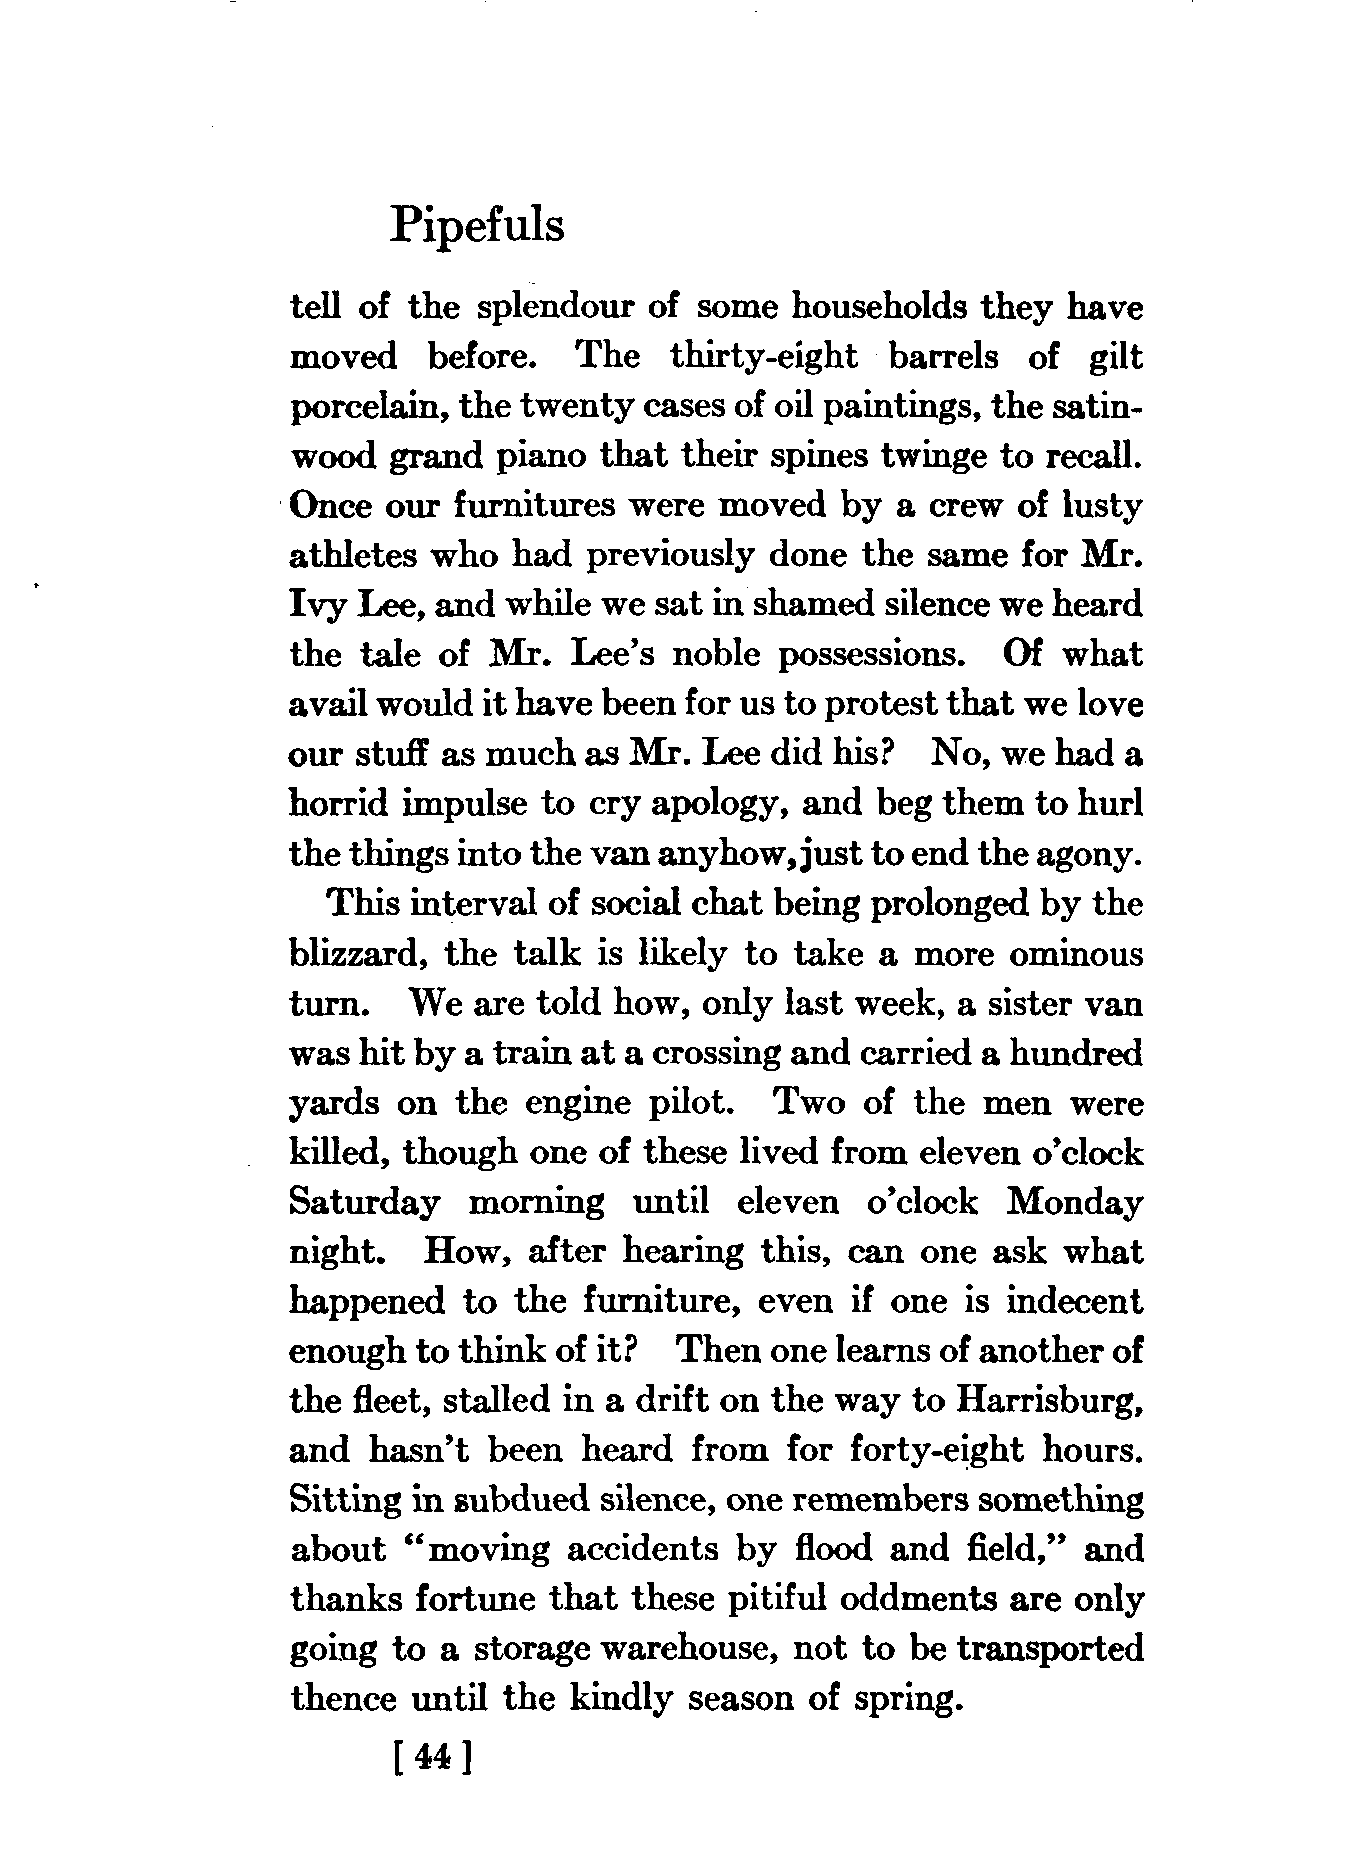 Pipefuls
tell of the splendour of some households they have
moved before. The thirty-eight barrels of gilt
porcelain, the twenty cases of oil paintings, the satin-
wood grand piano that their spines twinge to recall.
Once our furnitures were moved by a crew of lusty
athletes who had previously done the same for Mr.
Ivy Lee, and while we sat in shamed silence we heard
the tale of Mr. Lee's noble possessions. Of what
avail would it have been for us to protest that we love
our stuff as much as Mr. Lee did his? No, we had a
horrid impulse to cry apology, and beg them to hurl
the things into the van anyhow, just to end the agony.
This interval of social chat being prolonged by the
blizzard, the talk is likely to take a more ominous
turn. We are told how, only last week, a sister van
was hit by a train at a crossing and carried a hundred
yards on the engine pilot. Two of the men were
killed, though one of these lived from eleven o'clock
Saturday morning until eleven o'clock Monday
night. How, after hearing this, can one ask what
happened to the furniture, even if one is indecent
enough to think of it? Then one learns of another of
the fleet, stalled in a drift on the way to Harrisburg,
and hasn't been heard from for forty-eight hours.
Sitting in subdued silence, one remembers something
about "moving accidents by flood and field," and
thanks fortune that these pitiful oddments are only
going to a storage warehouse, not to be transported
thence until the kindly season of spring.
[ 44 ]